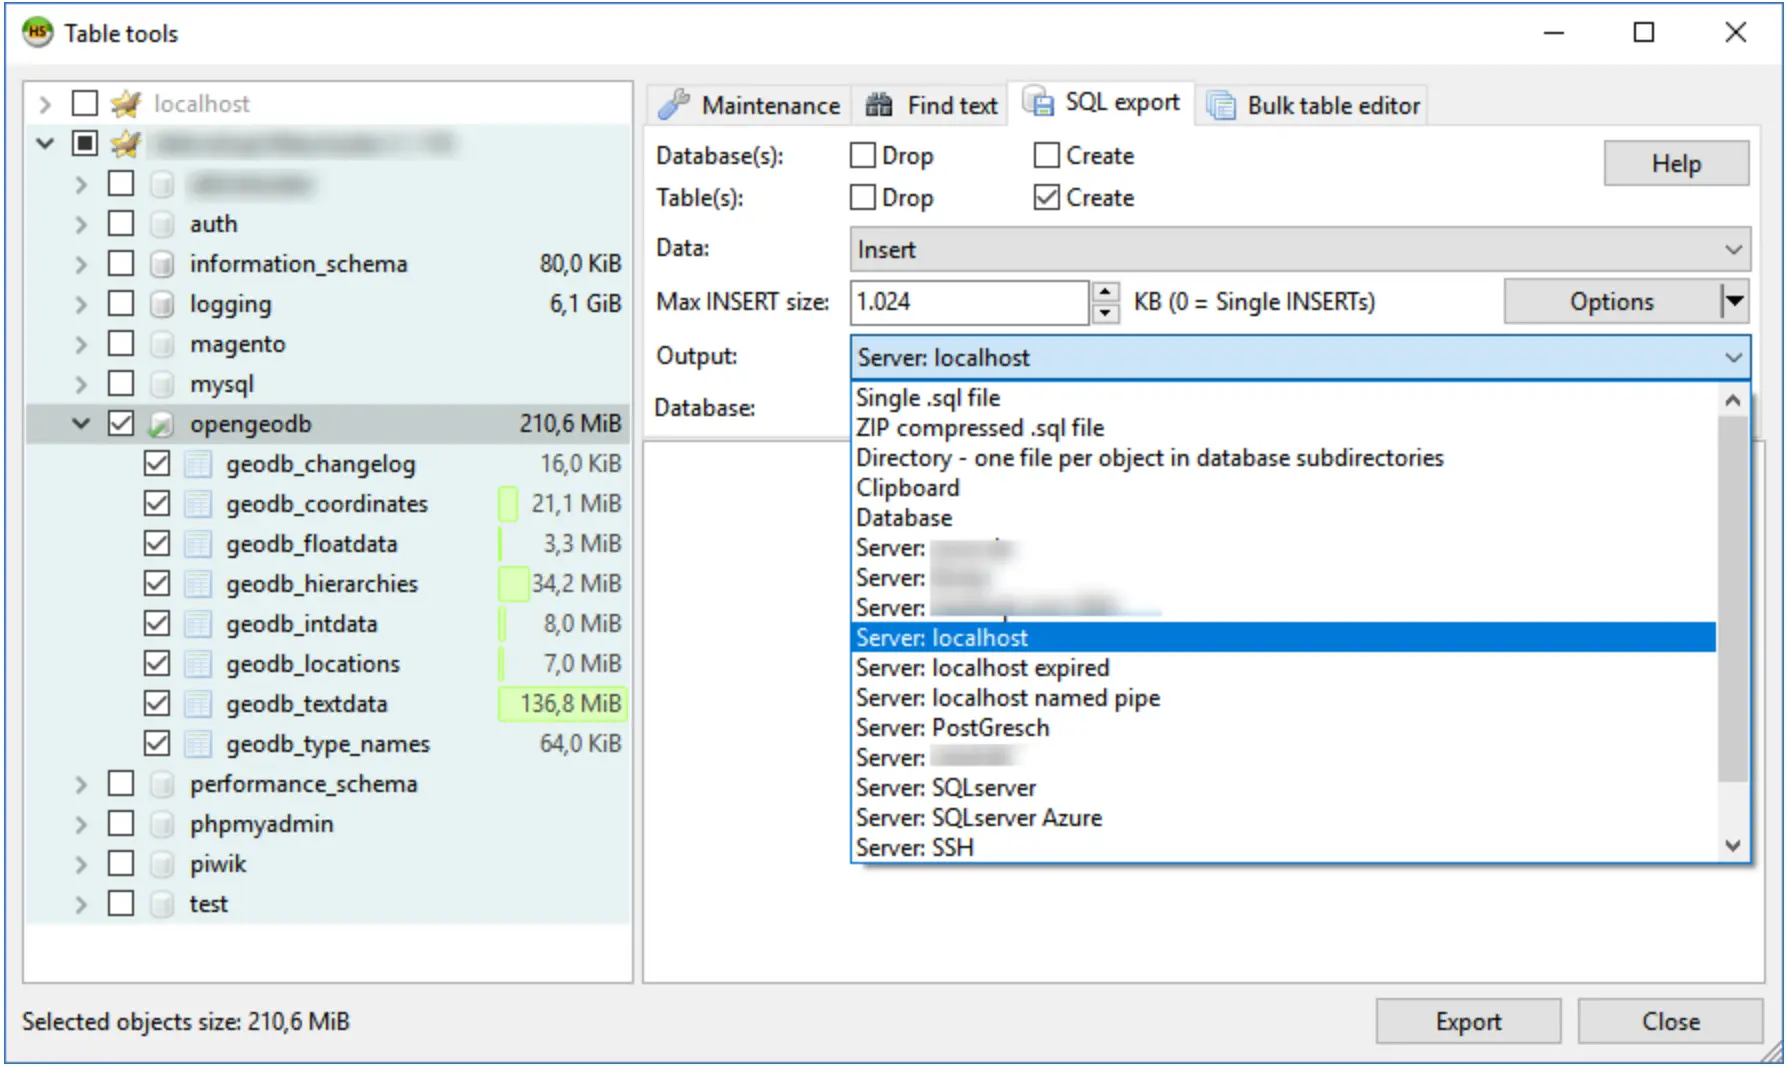 HS
Table tools
localhost
auth
information_schema 80,0 KiB
logging 6,1 GiB
magento
mysql
opengeodb 210,6 MiB
geodb_changelog 16,0 KiB
geodb_coordinates 21,1 MiB
geodb_floatdata 3,3 MiB
geodb_hierarchies 34,2 MiB
geodb_intdata 8,0 MiB
geodb_locations 7,0 MiB
geodb_textdata 136,8 MiB
geodb_type_names 64,0 KiB
performance_schema
phpmyadmin
piwik
test
Maintenance Find text SQL export Bulk table editor
Database(s): Drop Create Help
Table(s): Drop Create
Data: Insert
Max INSERT size: 1.024 KB (0 = Single INSERTs) Options
Output: Server: localhost
Database:
Single .sql file
ZIP compressed .sql file
Directory - one file per object in database subdirectories
Clipboard
Database
Server:
Server:
Server:
Server: localhost
Server: localhost expired
Server: localhost named pipe
Server: PostGresch
Server:
Server: SQLserver
Server: SQLserver Azure
Server: SSH
Selected objects size: 210,6 MiB
Export Close